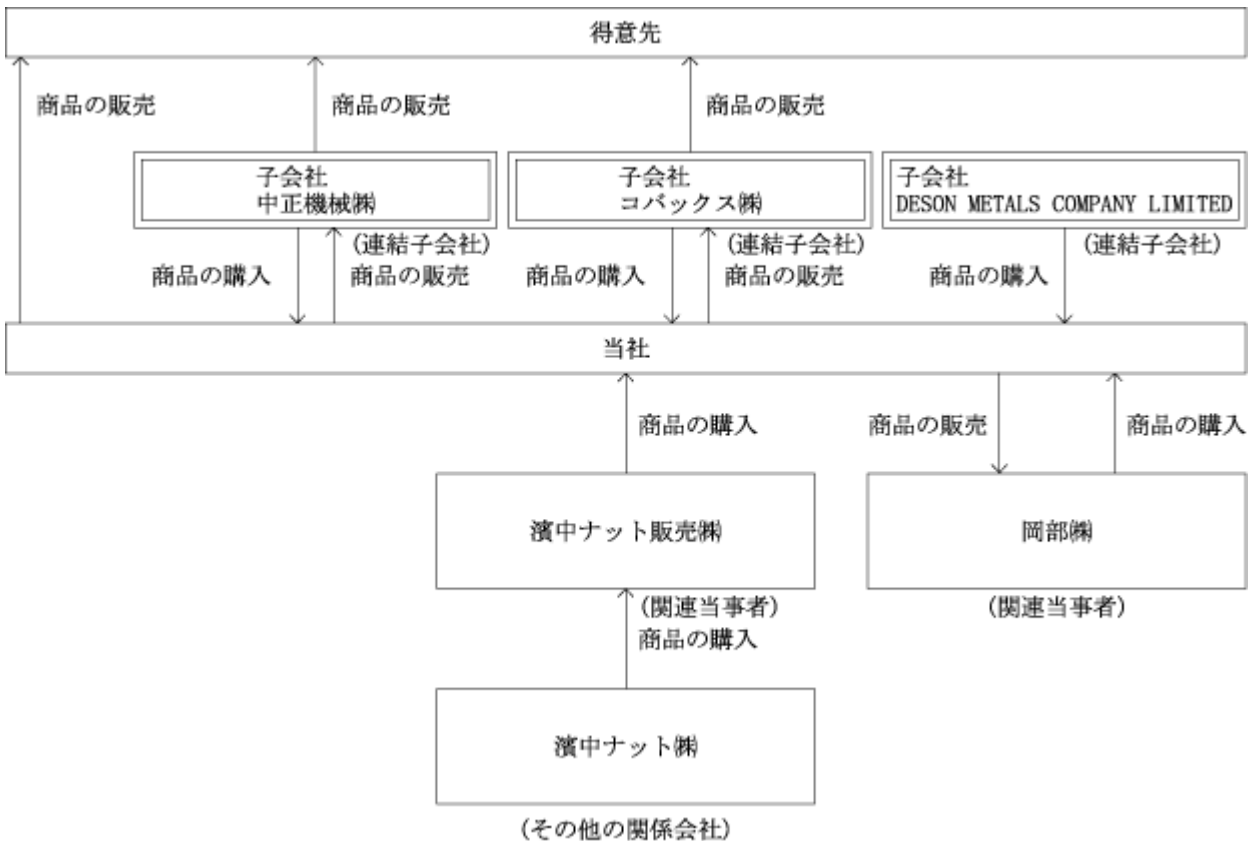 得意先
商品の販売
商品の販売
商品の販売
子会社
中正機械㈱
子会社
コバックス㈱
子会社
DESON METALS COMPANY LIMITED
(連結子会社)
(連結子会社)
(連結子会社)
商品の購入
商品の販売
商品の購入
商品の販売
商品の購入
当社
商品の購入
商品の販売
商品の購入
濱中ナット販売㈱
岡部㈱
(関連当事者)
(関連当事者)
商品の購入
濱中ナット㈱
(その他の関係会社)